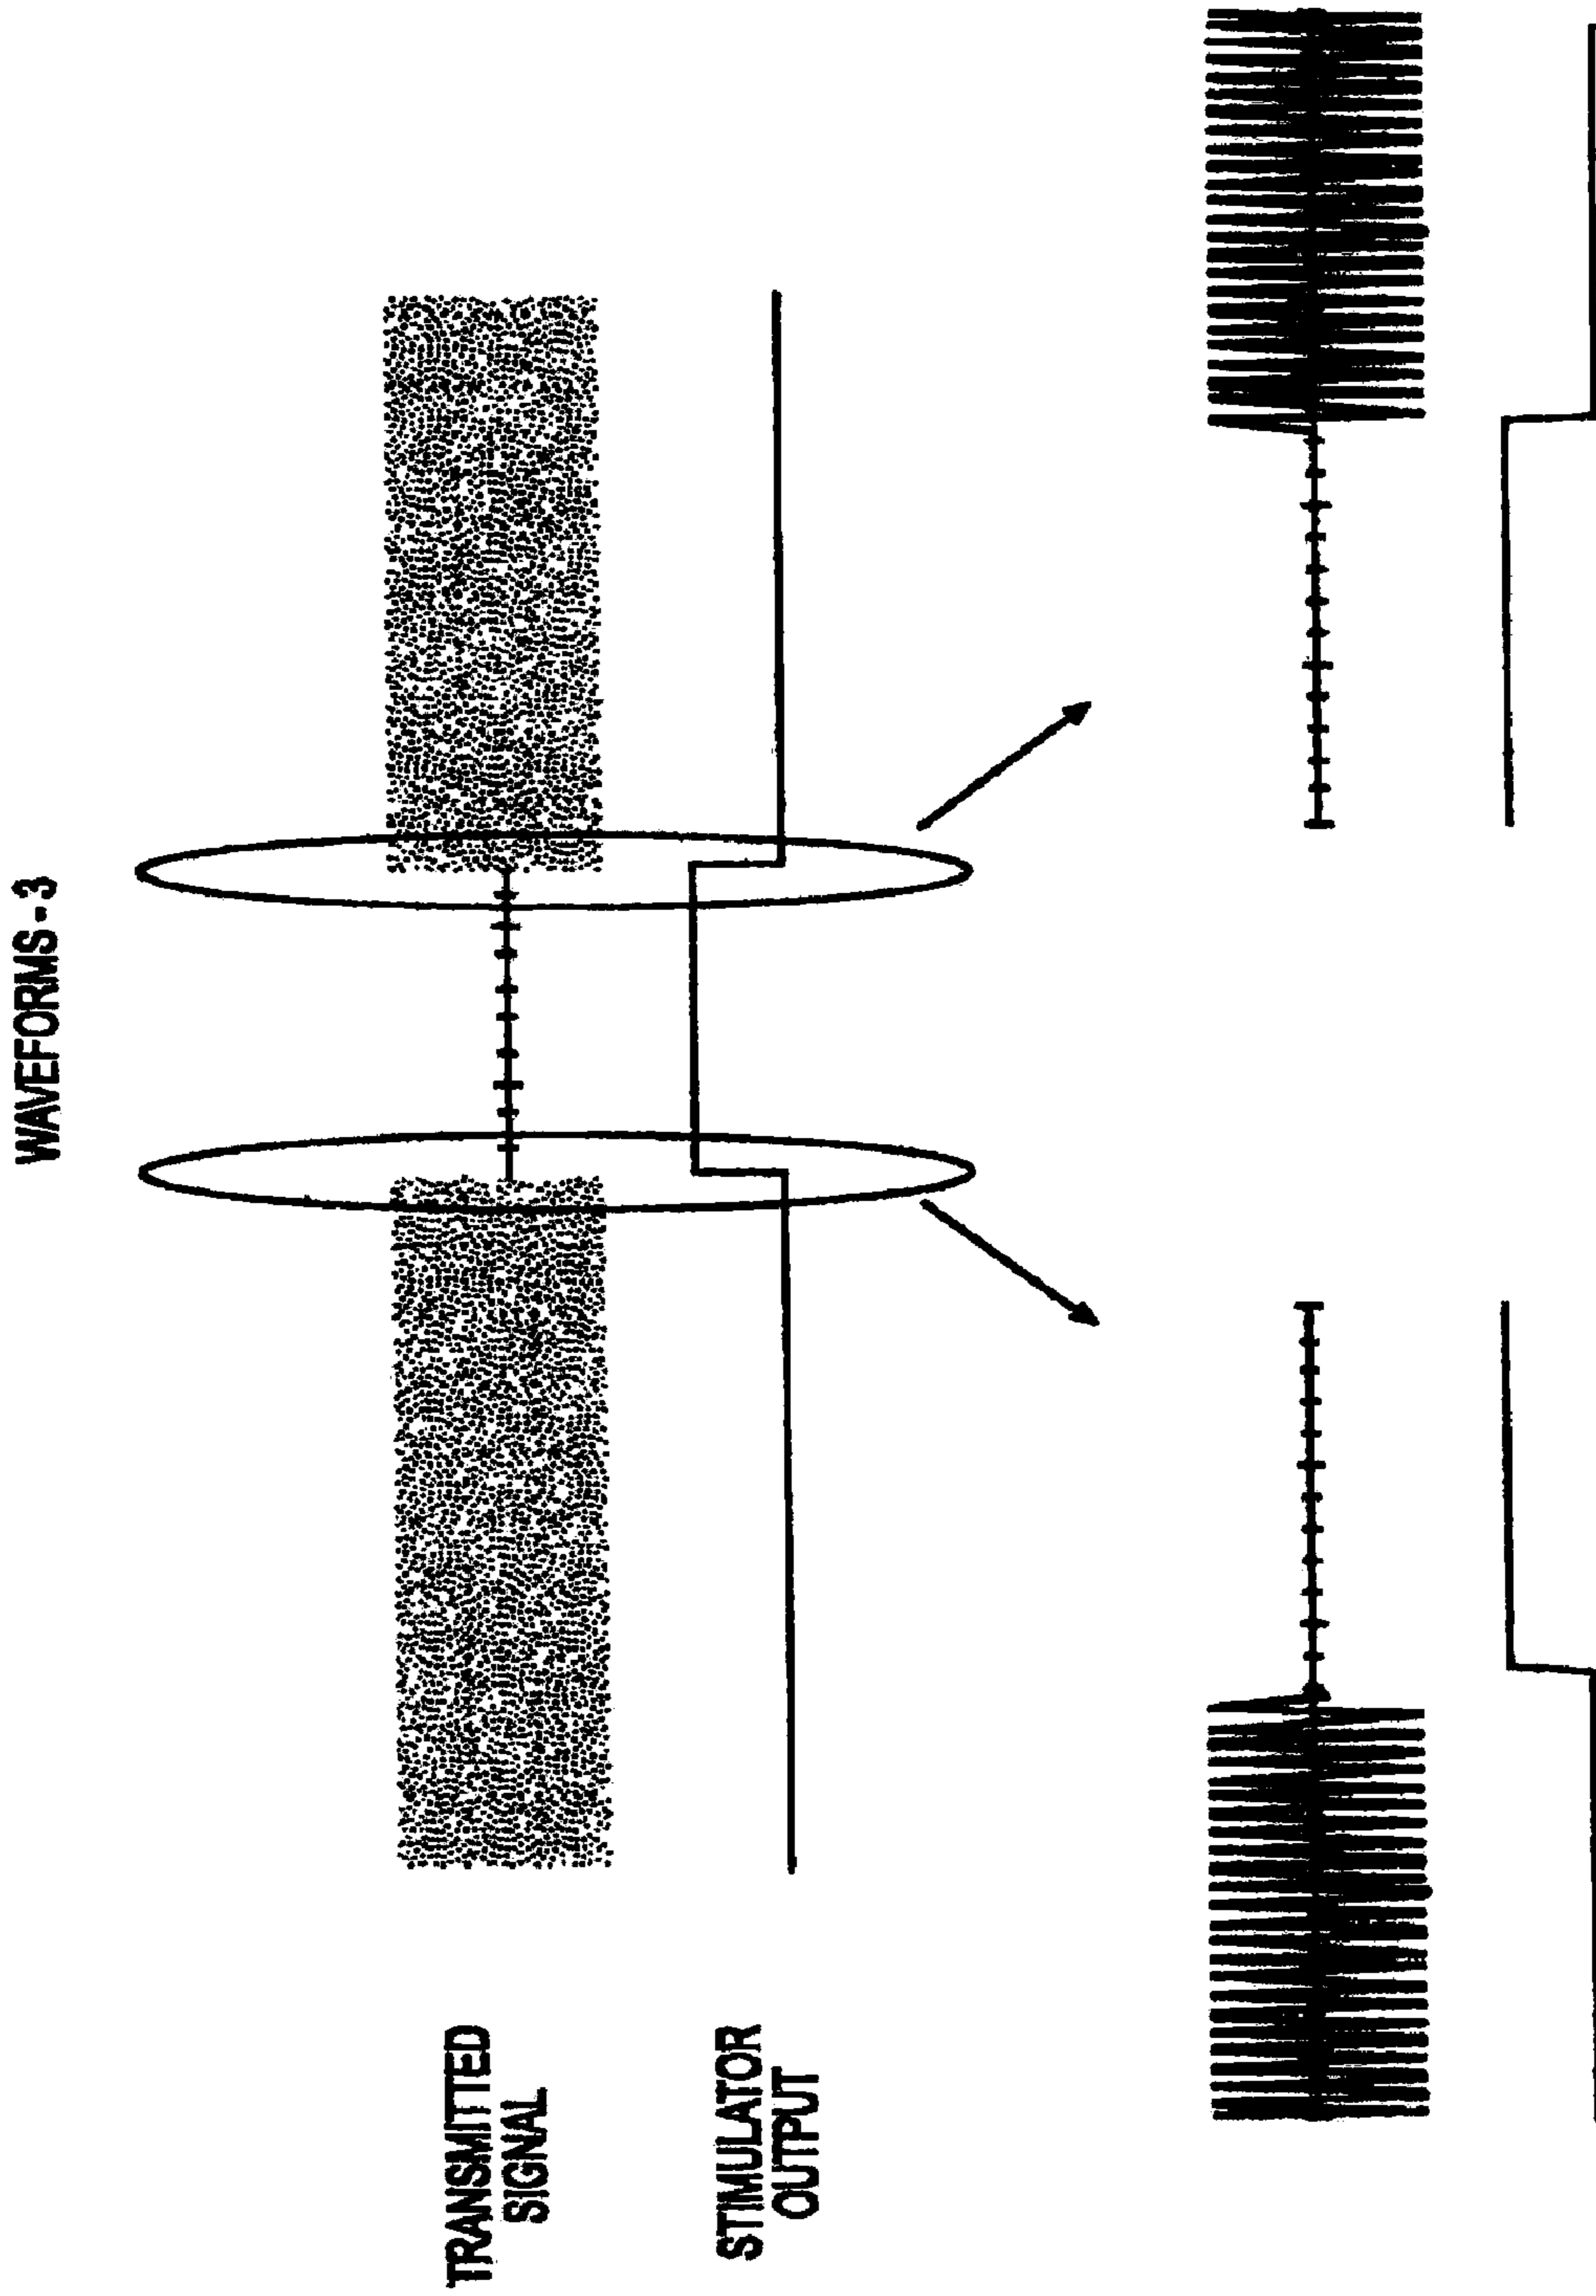 WAVEFORMS - 3
TRANSMITTED
SIGNAL
STIMULATOR
OUTPUT